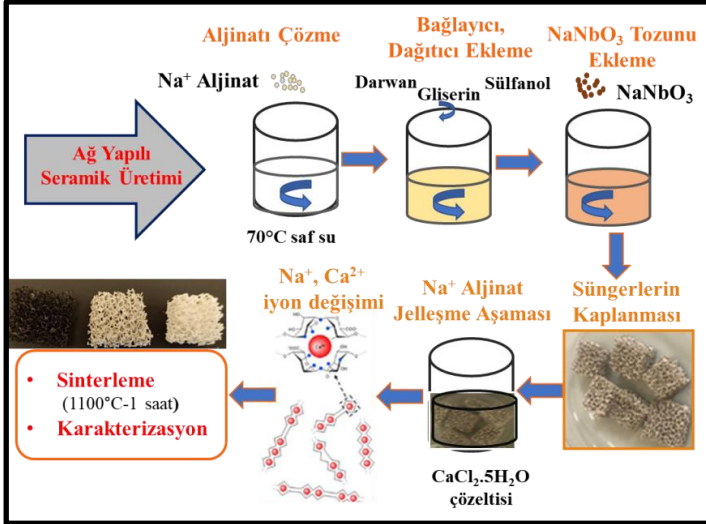 Ağ Yapılı
Seramik Üretimi
Aljinatı Çözme
Na⁺ Aljinat
70°C saf su
Bağlayıcı,
Dağıtıcı Ekleme
Darwan
Gliserin
Sülfanol
NaNbO₃ Tozunu
Ekleme
NaNbO₃
Süngerlerin
Kaplanması
Na⁺ Aljinat
Jelleşme Aşaması
CaCl₂.5H₂O
çözeltisi
Na⁺, Ca²⁺
iyon değişimi
• Sinterleme
(1100°C-1 saat)
• Karakterizasyon